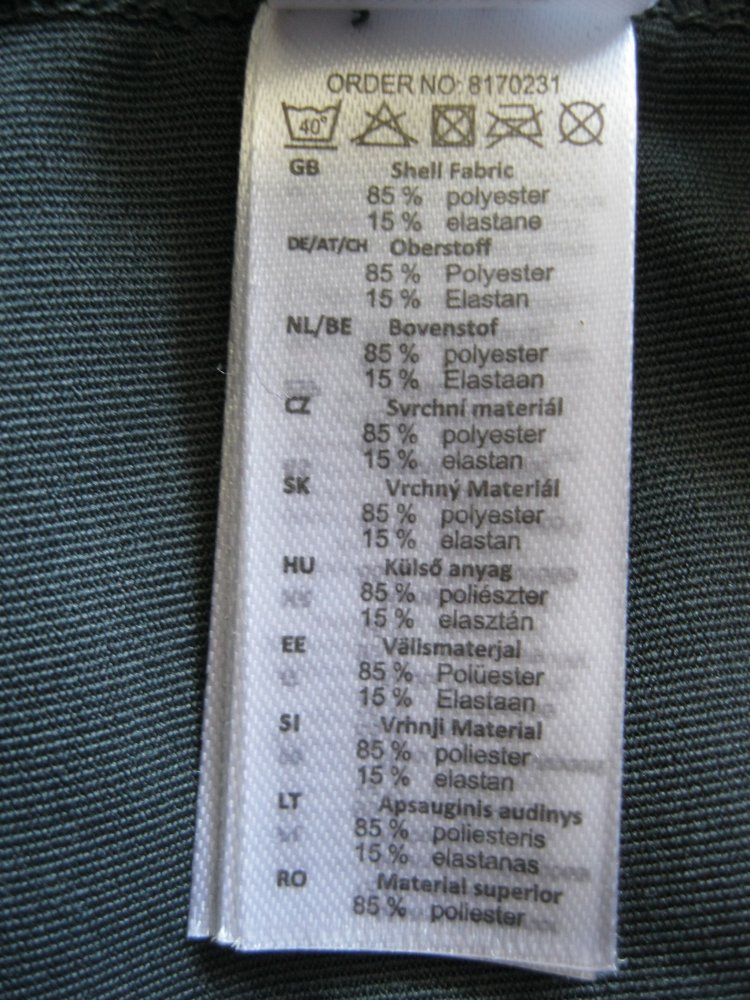 ORDER NO: 8170231
40°
GB Shell Fabric
85 % polyester
15 % elastane
DE/AT/CH Oberstoff
85 % Polyester
15 % Elastan
NL/BE Bovenstof
85 % polyester
15 % Elastaan
CZ Svrchní materiál
85 % polyester
15 % elastan
SK Vrchný Materiál
85 % polyester
15 % elastan
HU Külső anyag
85 % poliészter
15 % elasztán
EE Välismaterjal
85 % Polüester
15 % Elastaan
SI Vrhnji Material
85 % poliester
15 % elastan
LT Apsauginis audinys
85 % poliesteris
15 % elastanas
RO Material superior
85 % poliester